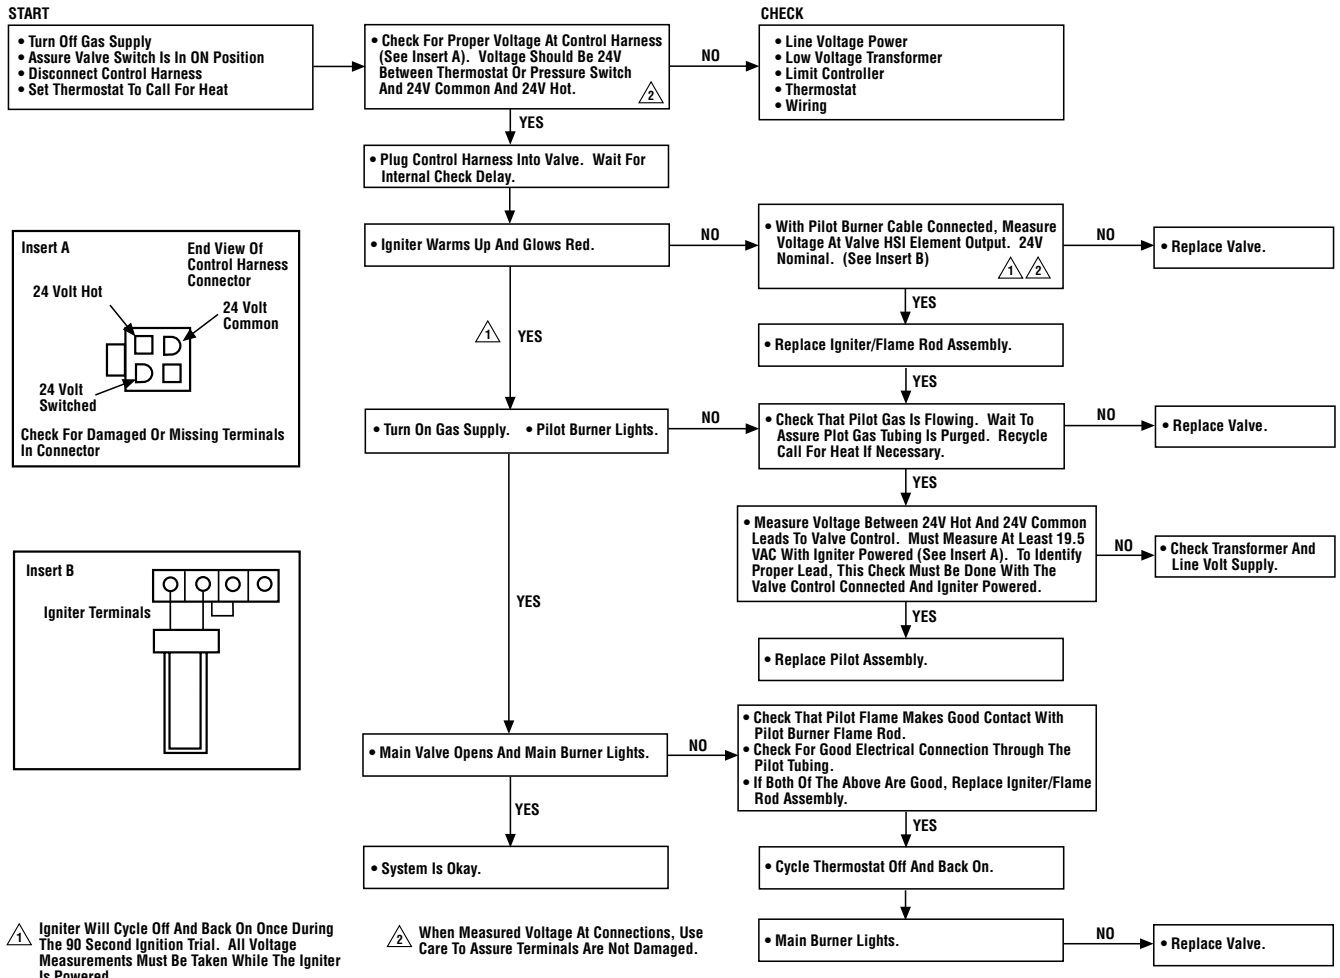 START
• Turn Off Gas Supply
• Assure Valve Switch Is In ON Position
• Disconnect Control Harness
• Set Thermostat To Call For Heat
• Check For Proper Voltage At Control Harness
(See Insert A). Voltage Should Be 24V
Between Thermostat Or Pressure Switch
And 24V Common And 24V Hot.
2
NO
CHECK
• Line Voltage Power
• Low Voltage Transformer
• Limit Controller
• Thermostat
• Wiring
YES
• Plug Control Harness Into Valve. Wait For
Internal Check Delay.
• Igniter Warms Up And Glows Red.
NO
• With Pilot Burner Cable Connected, Measure
Voltage At Valve HSI Element Output. 24V
Nominal. (See Insert B)
1 2
NO
• Replace Valve.
YES
• Replace Igniter/Flame Rod Assembly.
YES
1
YES
• Turn On Gas Supply. • Pilot Burner Lights.
NO
• Check That Pilot Gas Is Flowing. Wait To
Assure Plot Gas Tubing Is Purged. Recycle
Call For Heat If Necessary.
NO
• Replace Valve.
YES
• Measure Voltage Between 24V Hot And 24V Common
Leads To Valve Control. Must Measure At Least 19.5
VAC With Igniter Powered (See Insert A). To Identify
Proper Lead, This Check Must Be Done With The
Valve Control Connected And Igniter Powered.
NO
• Check Transformer And
Line Volt Supply.
YES
• Replace Pilot Assembly.
YES
• Main Valve Opens And Main Burner Lights.
NO
• Check That Pilot Flame Makes Good Contact With
Pilot Burner Flame Rod.
• Check For Good Electrical Connection Through The
Pilot Tubing.
• If Both Of The Above Are Good, Replace Igniter/Flame
Rod Assembly.
YES
• Cycle Thermostat Off And Back On.
• Main Burner Lights.
NO
• Replace Valve.
YES
• System Is Okay.
Insert A
End View Of
Control Harness
Connector
24 Volt Hot
24 Volt
Common
24 Volt
Switched
Check For Damaged Or Missing Terminals
In Connector
Insert B
Igniter Terminals
1 Igniter Will Cycle Off And Back On Once During
The 90 Second Ignition Trial. All Voltage
Measurements Must Be Taken While The Igniter
Is Powered
2 When Measured Voltage At Connections, Use
Care To Assure Terminals Are Not Damaged.